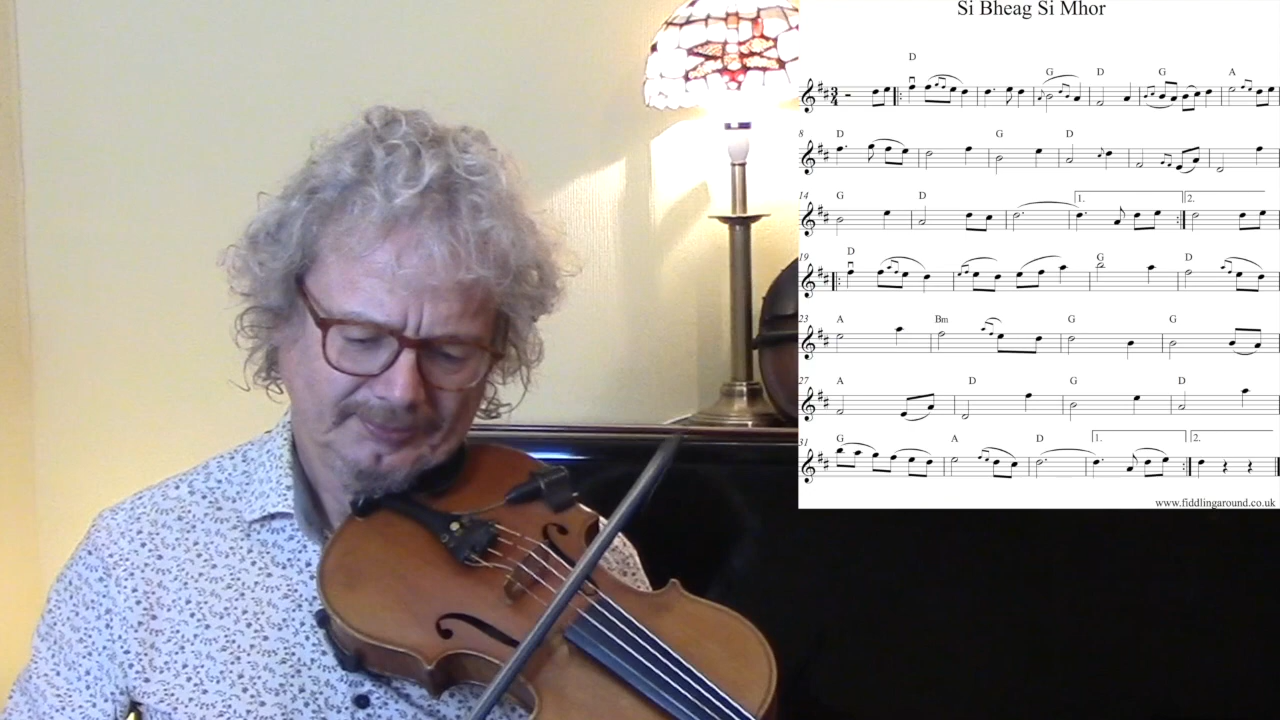 Si Bheag Si Mhor
D
G D G A
8 D G D
14 G D 1. 2.
19 D G D
23 A Bm G G
27 A D G D
31 G A D 1. 2.
www.fiddlingaround.co.uk